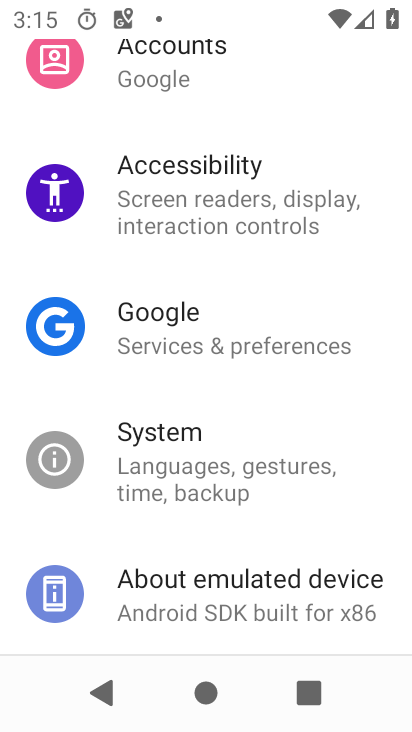 3:15
Accounts
Google
Accessibility
Screen readers, display,
interaction controls
Google
Services & preferences
System
Languages, gestures,
time, backup
About emulated device
Android SDK built for x86